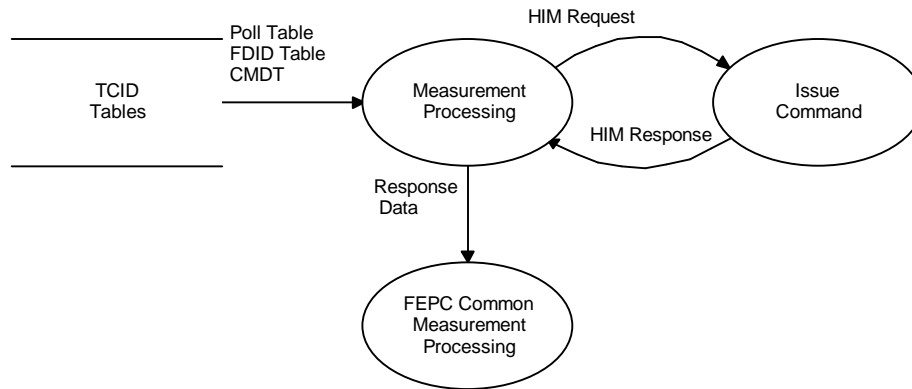 Poll Table
FDID Table
CMDT
TCID
Tables
HIM Request
Measurement
Processing
Issue
Command
HIM Response
Response
Data
FEPC Common
Measurement
Processing